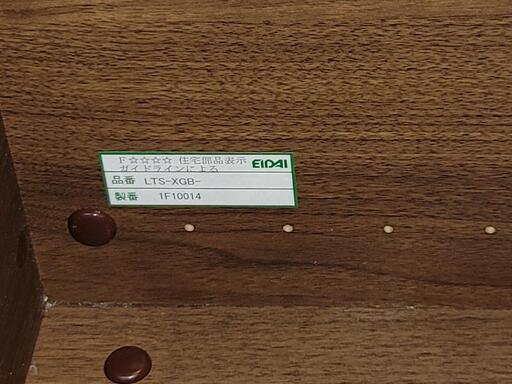 F☆☆☆☆ 住宅部品表示
ガイドラインによる
EIDAI
品番 LTS-XGB-
製番 1F10014